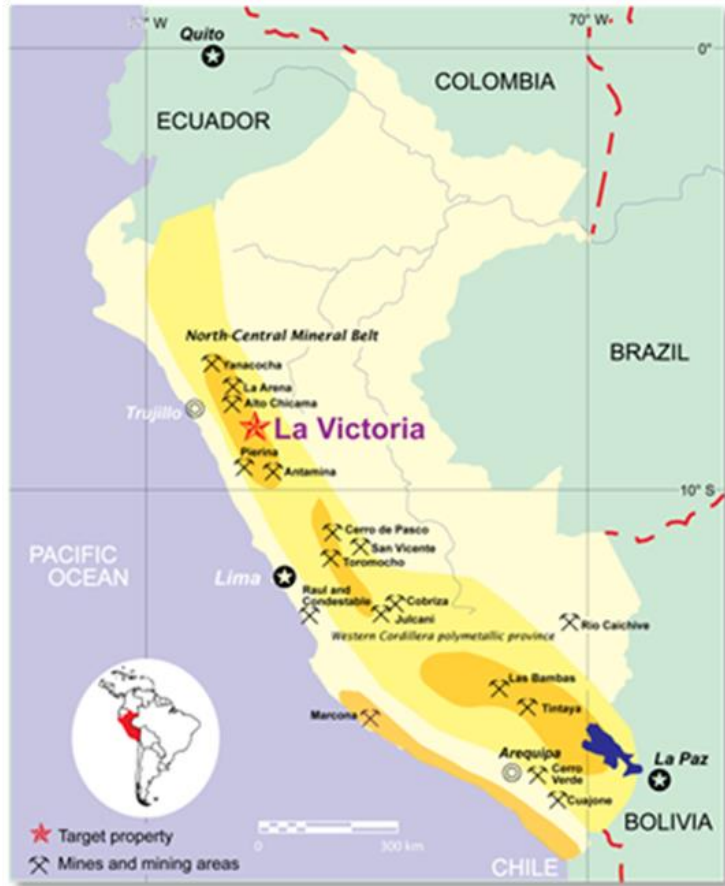 70° W
Quito
0°
COLOMBIA
ECUADOR
BRAZIL
North-Central Mineral Belt
Yanacocha
La Arena
Alto Chicama
Trujillo
La Victoria
Pierina
Antamina
10° S
Cerro de Pasco
San Vicente
Toromocho
PACIFIC
OCEAN
Lima
Raul and
Condestable
Cobriza
Julcani
Rio Caichive
Western Cordillera polymetallic province
Las Bambas
Tintaya
Marcona
Arequipa
Cerro
Verde
La Paz
Cuajone
BOLIVIA
Target property
Mines and mining areas
0 300 km
CHILE